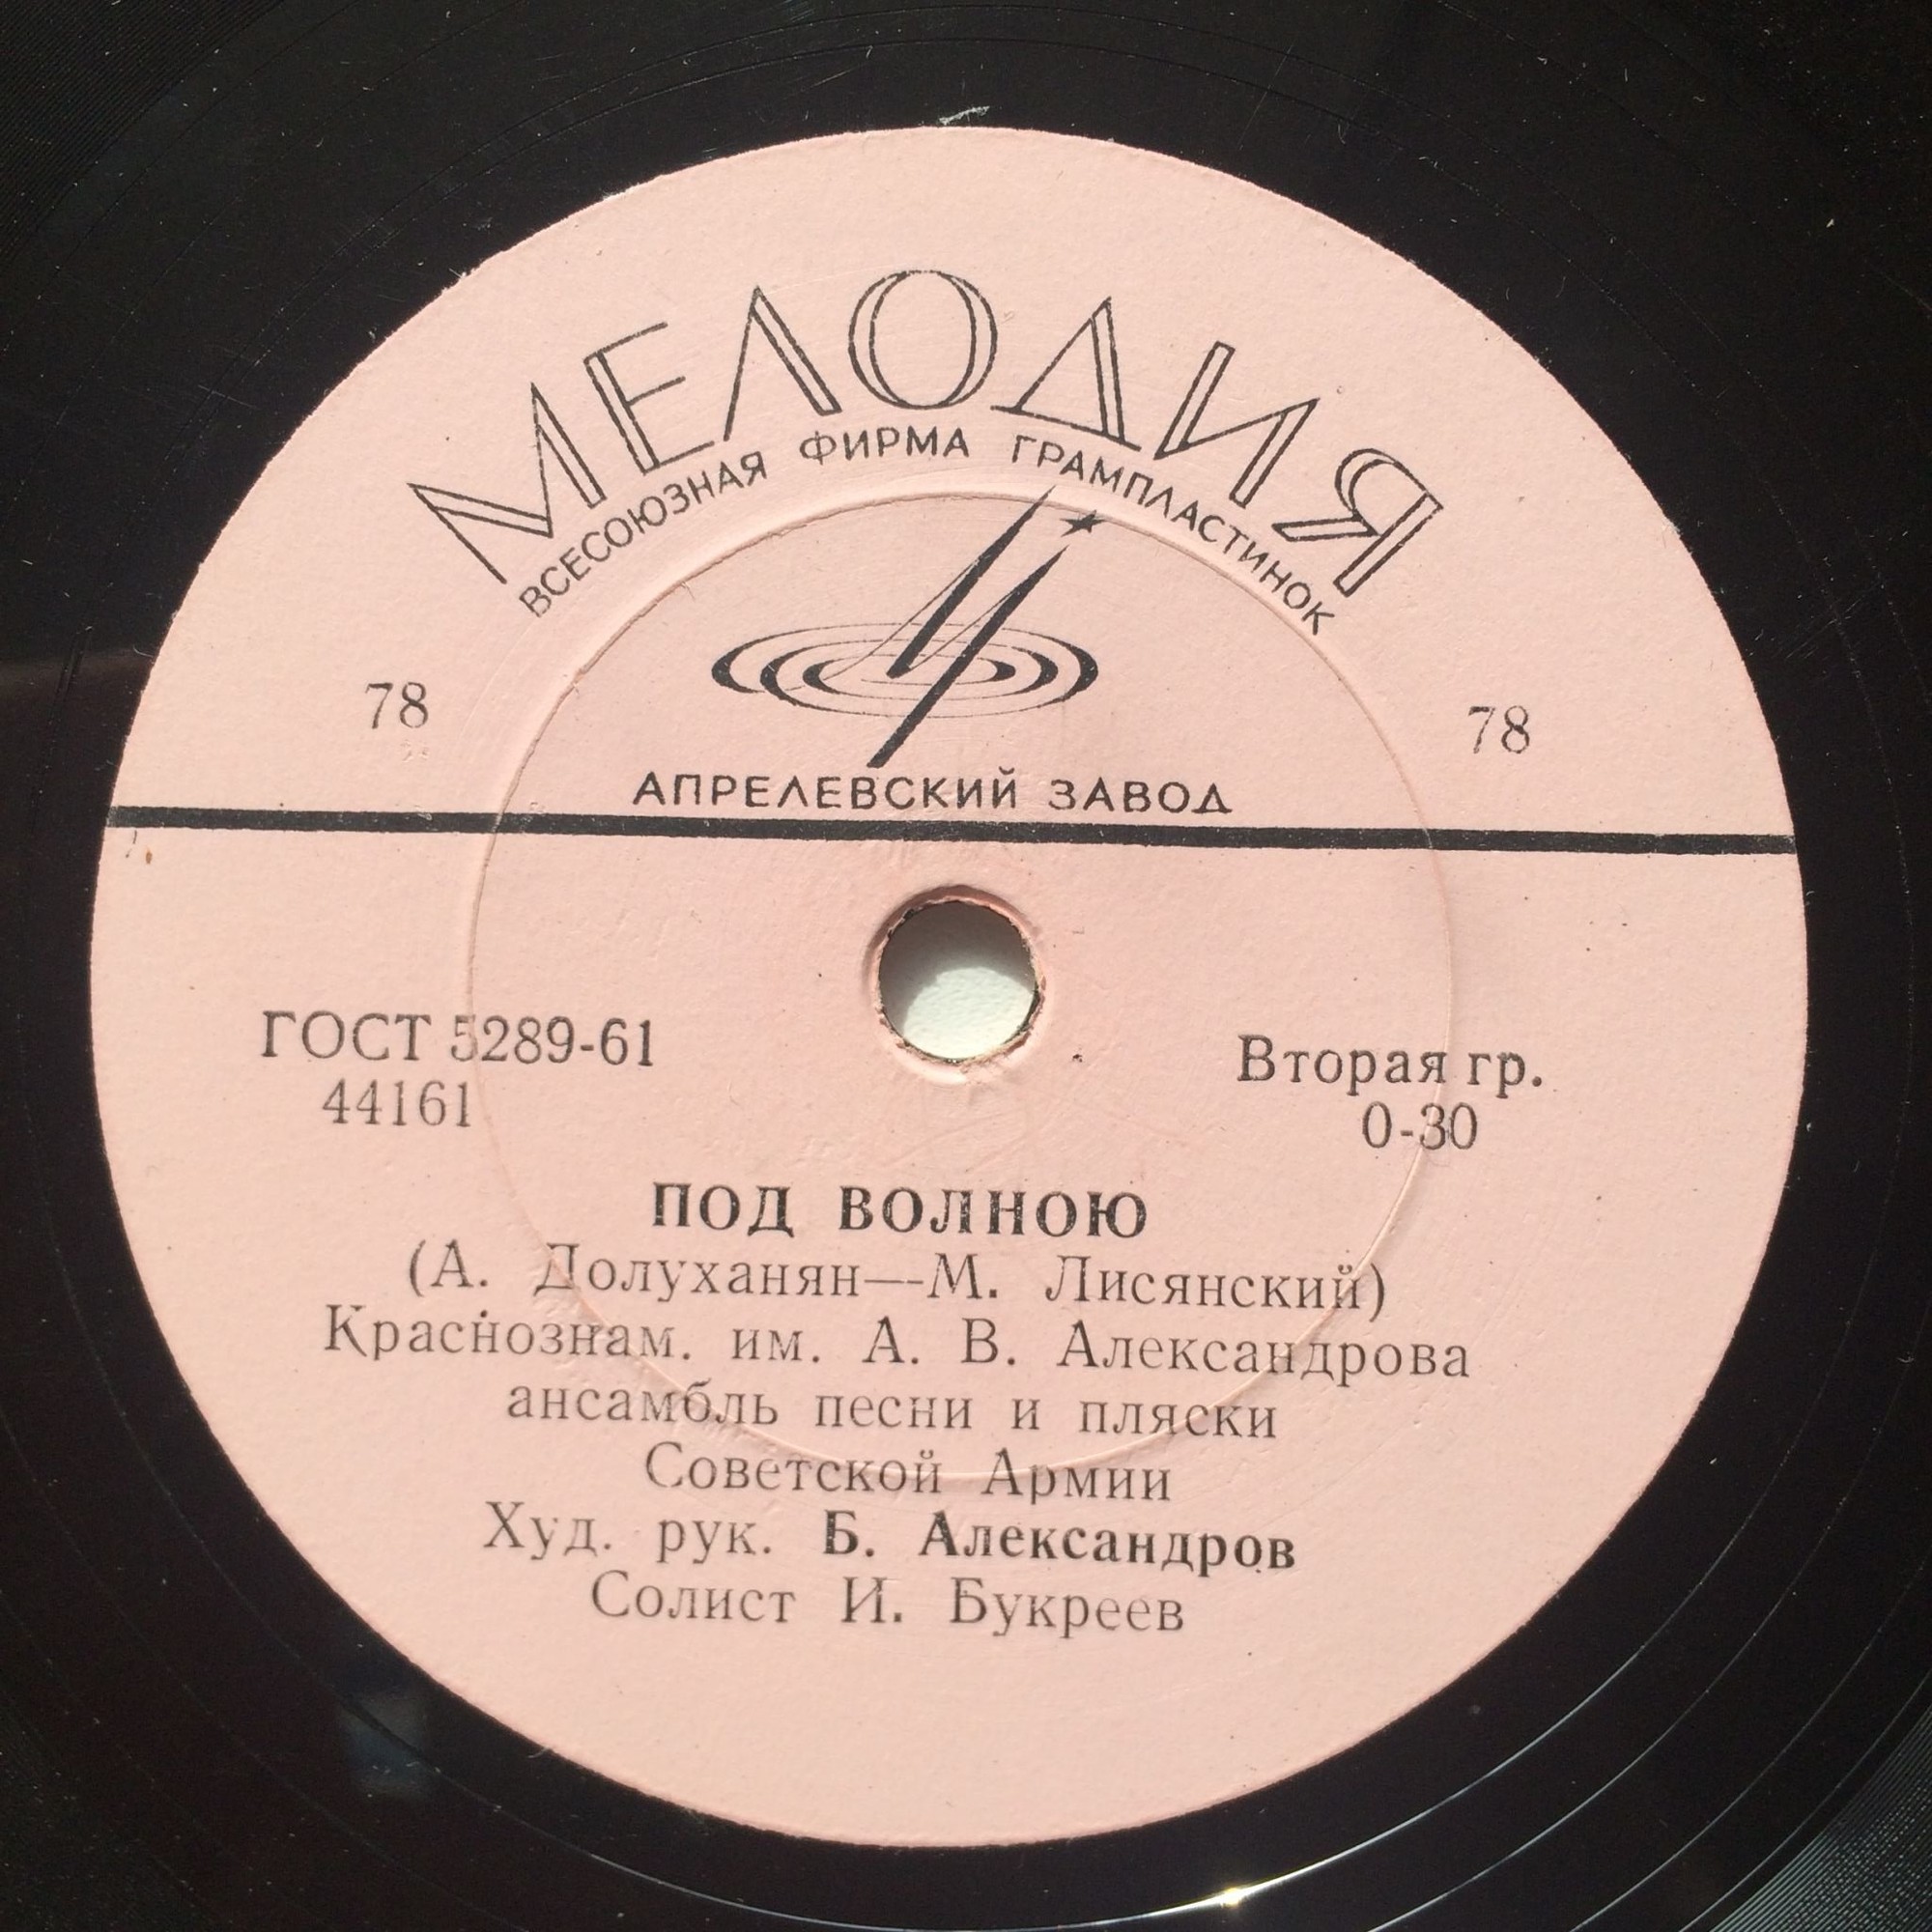 МЕЛОДИЯ
ВСЕСОЮЗНАЯ ФИРМА ГРАМПЛАСТИНОК
78 78
АПРЕЛЕВСКИЙ ЗАВОД
ГОСТ 5289-61 Вторая гр.
44161 0-30
ПОД ВОЛНОЮ
(А. Долуханян—М. Лисянский)
Краснознам. им. А. В. Александрова
ансамбль песни и пляски
Советской Армии
Худ. рук. Б. Александров
Солист И. Букреев